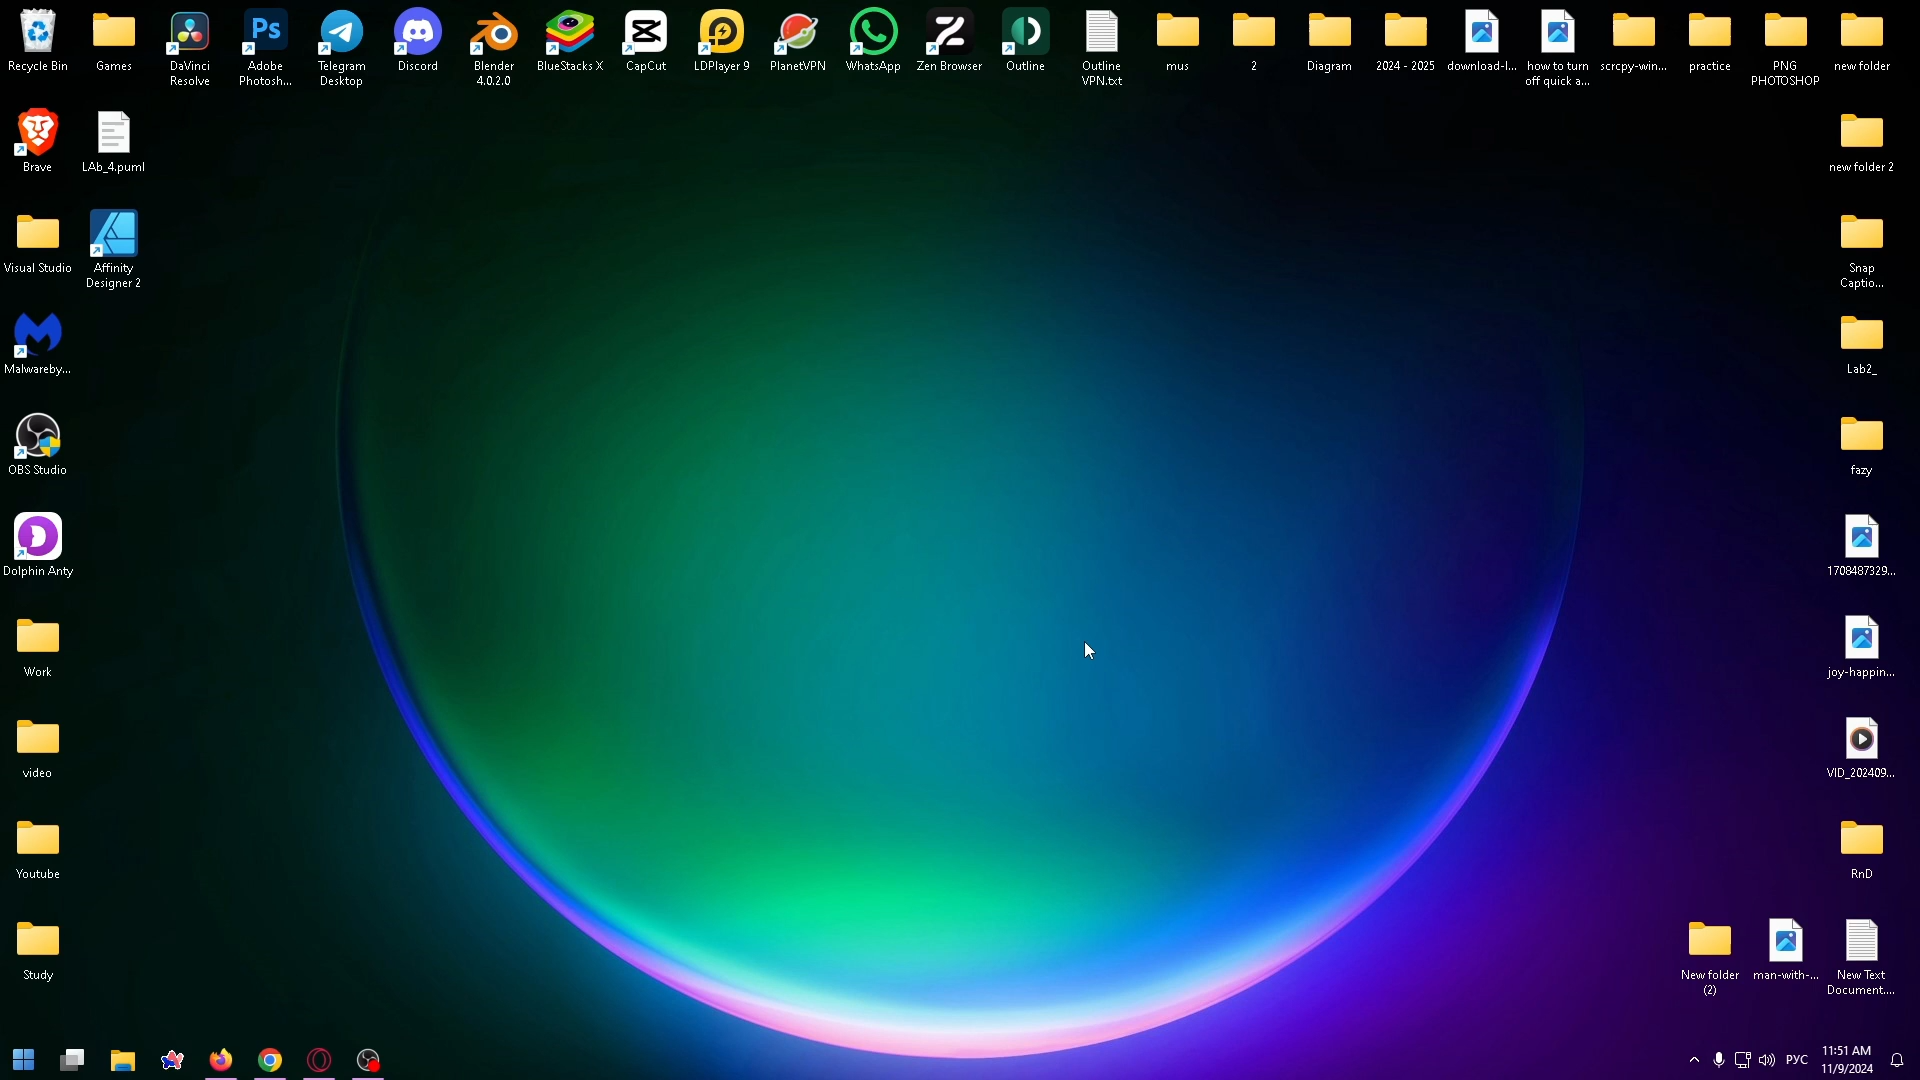 Recycle Bin
Games
DaVinci
Resolve
Adobe
Photosh...
Telegram
Desktop
Discord
Blender
4.0.2.0
BlueStacks X
CapCut
LDPlayer 9
PlanetVPN
WhatsApp
Zen Browser
Outline
Outline
VPN.txt
mus
2
Diagram
2024 - 2025
download-l...
how to turn
off quick a...
scrcpy-win...
practice
PNG
PHOTOSHOP
new folder
Brave
LAb_4.puml
new folder 2
Visual Studio
Affinity
Designer 2
Snap
Captio...
Malwareby...
Lab2_
OBS Studio
fazy
Dolphin Anty
1708487329...
Work
joy-happin...
video
VID_202409...
Youtube
RnD
Study
New folder
(2)
man-with-...
New Text
Document....
РУС
11:51 AM
11/9/2024
Ps